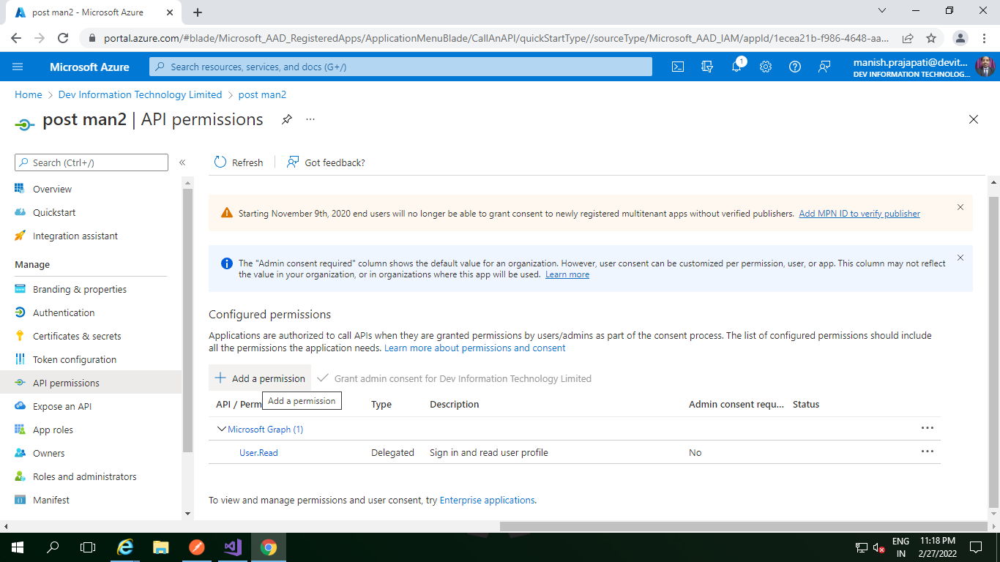 post man2 - Microsoft Azure
portal.azure.com/#blade/Microsoft_AAD_RegisteredApps/ApplicationMenuBlade/CallAnAPI/quickStartType//sourceType/Microsoft_AAD_IAM/appId/1ecea21b-f986-4648-aa...
Microsoft Azure
Search resources, services, and docs (G+/)
1
manish.prajapati@devit...
DEV INFORMATION TECHNOLOG...
Home > Dev Information Technology Limited > post man2
post man2 | API permissions
...
Search (Ctrl+/)
«
Refresh
Got feedback?
Overview
Quickstart
Integration assistant
Manage
Branding & properties
Authentication
Certificates & secrets
Token configuration
API permissions
Expose an API
App roles
Owners
Roles and administrators
Manifest
Starting November 9th, 2020 end users will no longer be able to grant consent to newly registered multitenant apps without verified publishers. Add MPN ID to verify publisher
The "Admin consent required" column shows the default value for an organization. However, user consent can be customized per permission, user, or app. This column may not reflect
the value in your organization, or in organizations where this app will be used. Learn more
Configured permissions
Applications are authorized to call APIs when they are granted permissions by users/admins as part of the consent process. The list of configured permissions should include
all the permissions the application needs. Learn more about permissions and consent
Add a permission
Grant admin consent for Dev Information Technology Limited
Add a permission
API / Perm
Type
Description
Admin consent requ...
Status
Microsoft Graph (1)
User.Read
Delegated
Sign in and read user profile
No
To view and manage permissions and user consent, try Enterprise applications.
ENG
IN
11:18 PM
2/27/2022